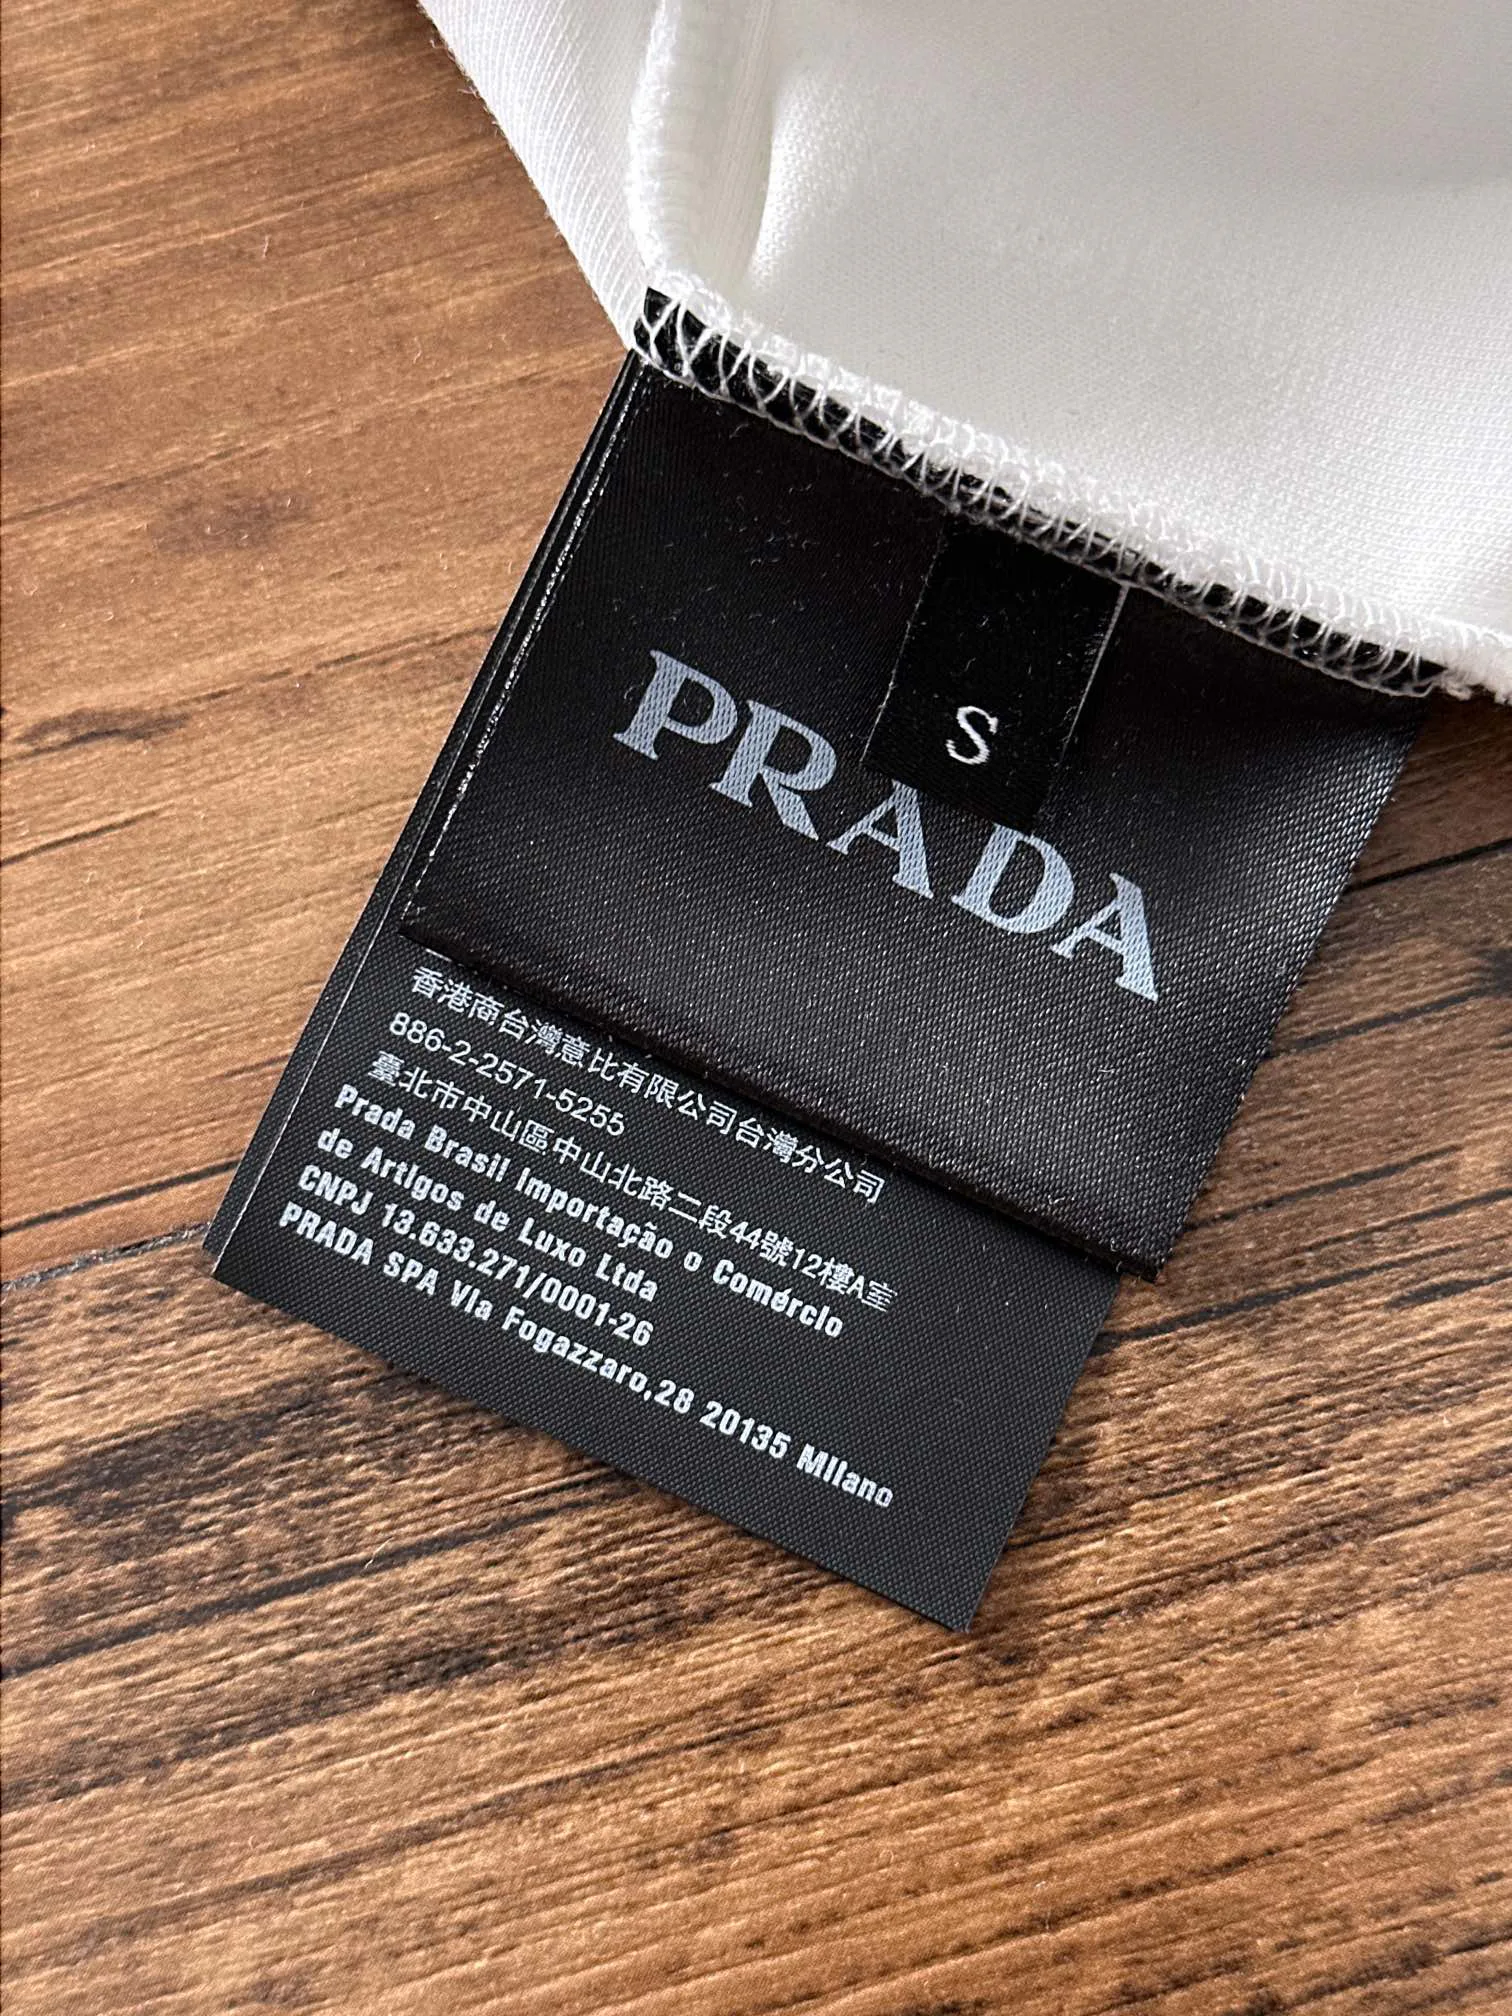 S
PRADA
香港商台灣意比有限公司台灣分公司
886-2-2571-5255
臺北市中山區中山北路二段44號12樓A室
Prada Brasil Importação o Comércio
de Artigos de Luxo Ltda
CNPJ 13.633.271/0001-26
PRADA SPA Via Fogazzaro,28 20135 Milano